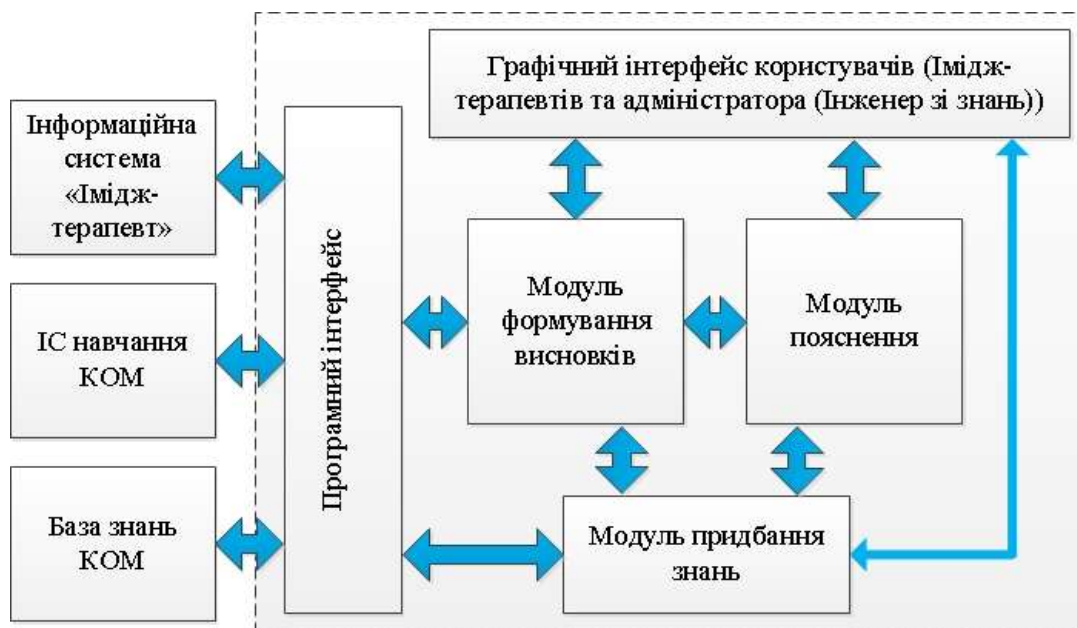 Графічний інтерфейс користувачів (Імідж-
терапевтів та адміністратора (Інженер зі знань))
Інформаційна
система
«Імідж-
терапевт»
ІС навчання
КОМ
База знань
КОМ
Програмний інтерфейс
Модуль
формування
висновків
Модуль
пояснення
Модуль придбання
знань